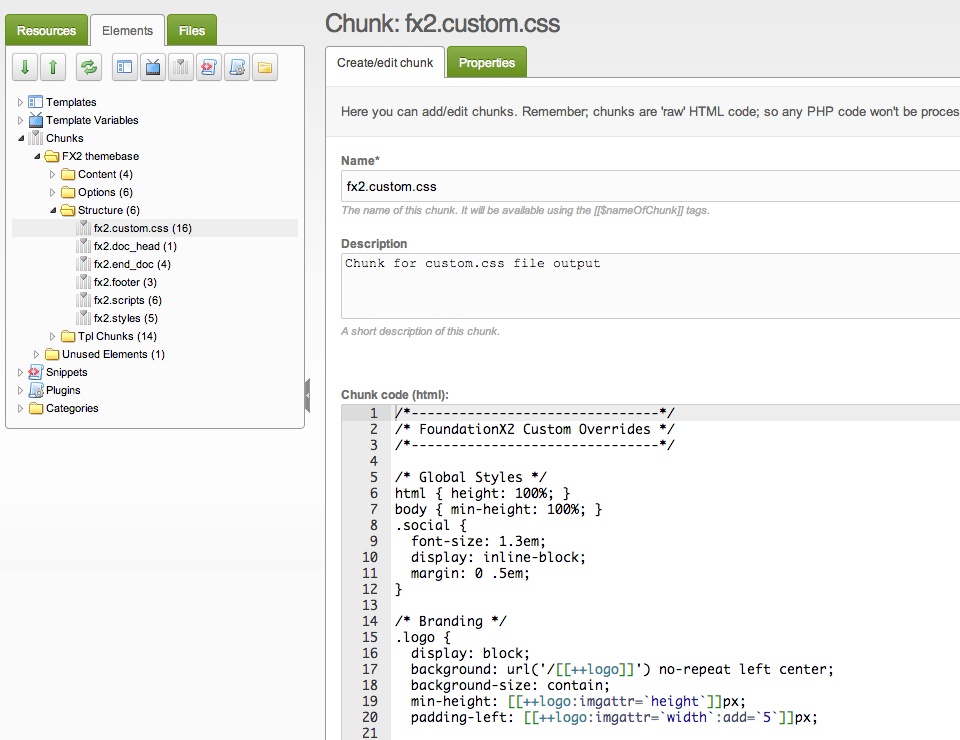 Resources
Elements
Files
Templates
Template Variables
Chunks
FX2 themebase
Content (4)
Options (6)
Structure (6)
fx2.custom.css (16)
fx2.doc_head (1)
fx2.end_doc (4)
fx2.footer (3)
fx2.scripts (6)
fx2.styles (5)
Tpl Chunks (14)
Unused Elements (1)
Snippets
Plugins
Categories
Chunk: fx2.custom.css
Create/edit chunk
Properties
Here you can add/edit chunks. Remember; chunks are 'raw' HTML code; so any PHP code won't be proces
Name*
fx2.custom.css
The name of this chunk. It will be available using the [[$nameOfChunk]] tags.
Description
Chunk for custom.css file output
A short description of this chunk.
Chunk code (html):
1 /*-------------------------------*/
2 /* FoundationX2 Custom Overrides */
3 /*-------------------------------*/
4
5 /* Global Styles */
6 html { height: 100%; }
7 body { min-height: 100%; }
8 .social {
9 font-size: 1.3em;
10 display: inline-block;
11 margin: 0 .5em;
12 }
13
14 /* Branding */
15 .logo {
16 display: block;
17 background: url('/[[++logo]]') no-repeat left center;
18 background-size: contain;
19 min-height: [[++logo:imgattr=`height`]]px;
20 padding-left: [[++logo:imgattr=`width`:add=`5`]]px;
21